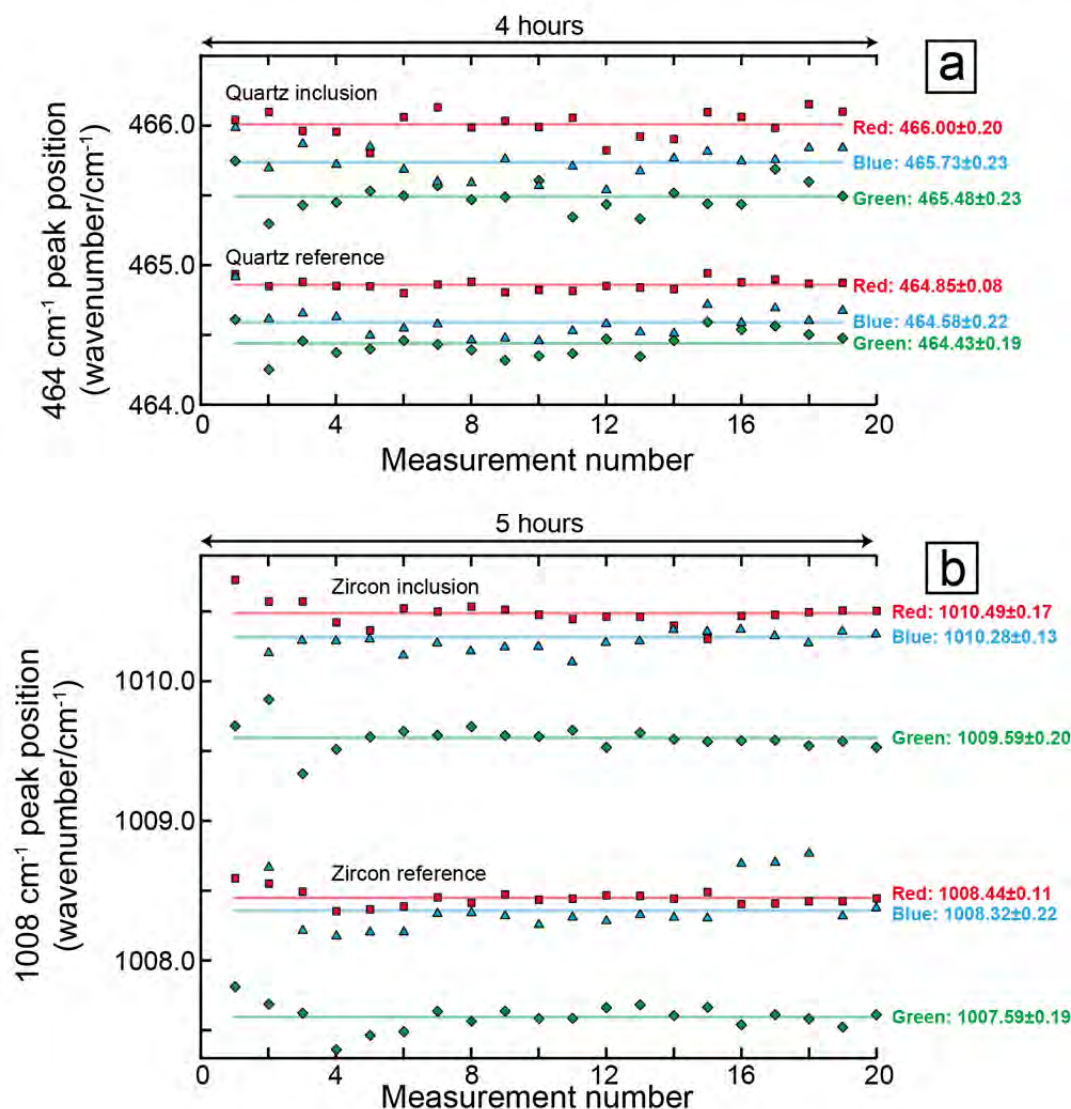 4 hours
a
Quartz inclusion
466.0
Red: 466.00±0.20
Blue: 465.73±0.23
Green: 465.48±0.23
Quartz reference
465.0
Red: 464.85±0.08
Blue: 464.58±0.22
Green: 464.43±0.19
464.0
464 cm⁻¹ peak position
(wavenumber/cm⁻¹)
0 4 8 12 16 20
Measurement number
5 hours
b
Zircon inclusion
Red: 1010.49±0.17
Blue: 1010.28±0.13
1010.0
Green: 1009.59±0.20
1009.0
Zircon reference
Red: 1008.44±0.11
Blue: 1008.32±0.22
1008.0
Green: 1007.59±0.19
1008 cm⁻¹ peak position
(wavenumber/cm⁻¹)
0 4 8 12 16 20
Measurement number